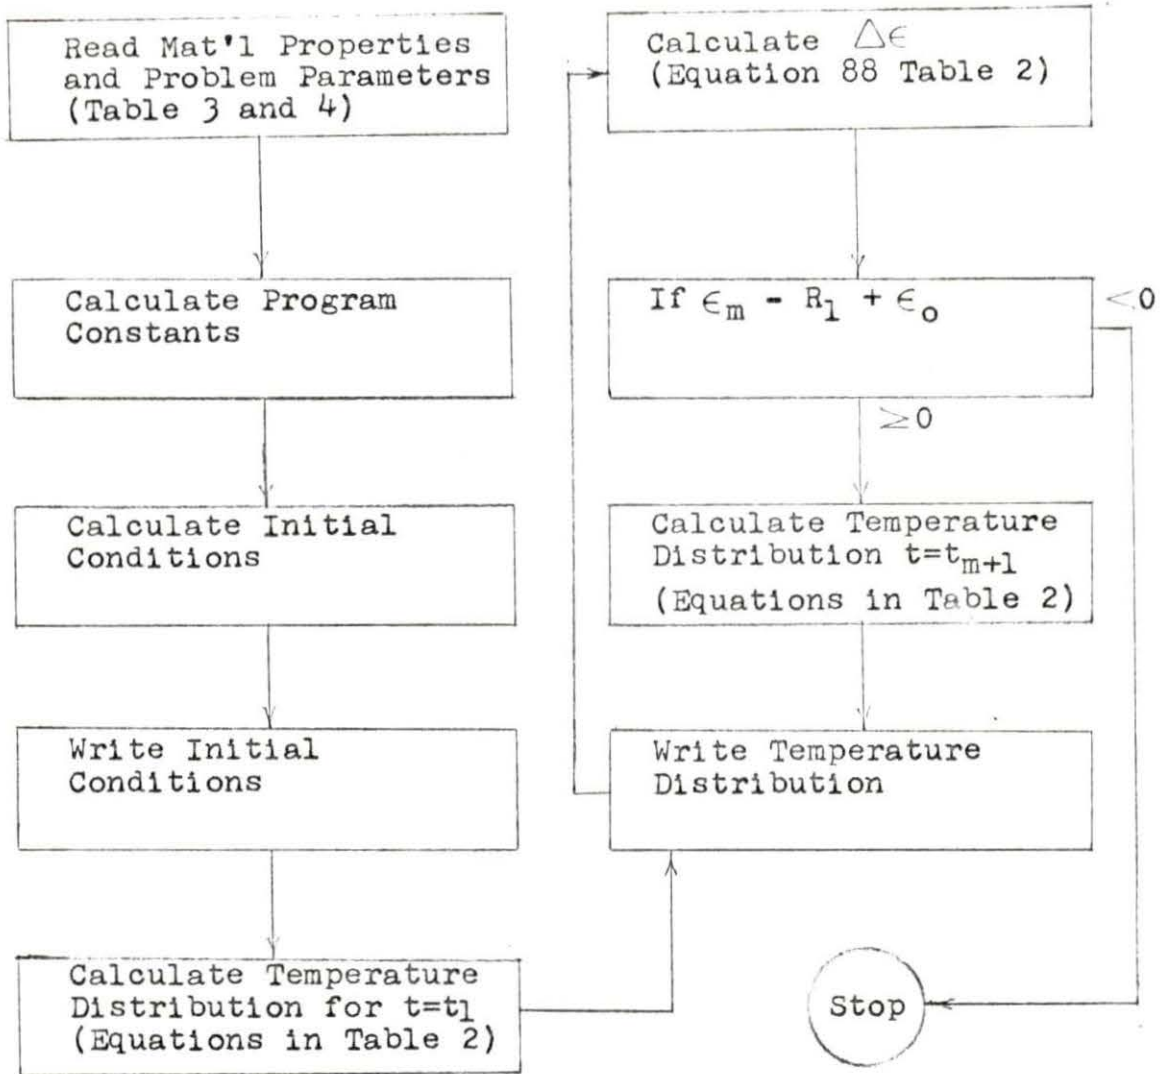 Read Mat'l Properties
and Problem Parameters
(Table 3 and 4)
Calculate Program
Constants
Calculate Initial
Conditions
Write Initial
Conditions
Calculate Temperature
Distribution for t=t1
(Equations in Table 2)
Calculate Δϵ
(Equation 88 Table 2)
If ϵm - R1 + ϵo
<0
≥0
Calculate Temperature
Distribution t=tm+1
(Equations in Table 2)
Write Temperature
Distribution
Stop